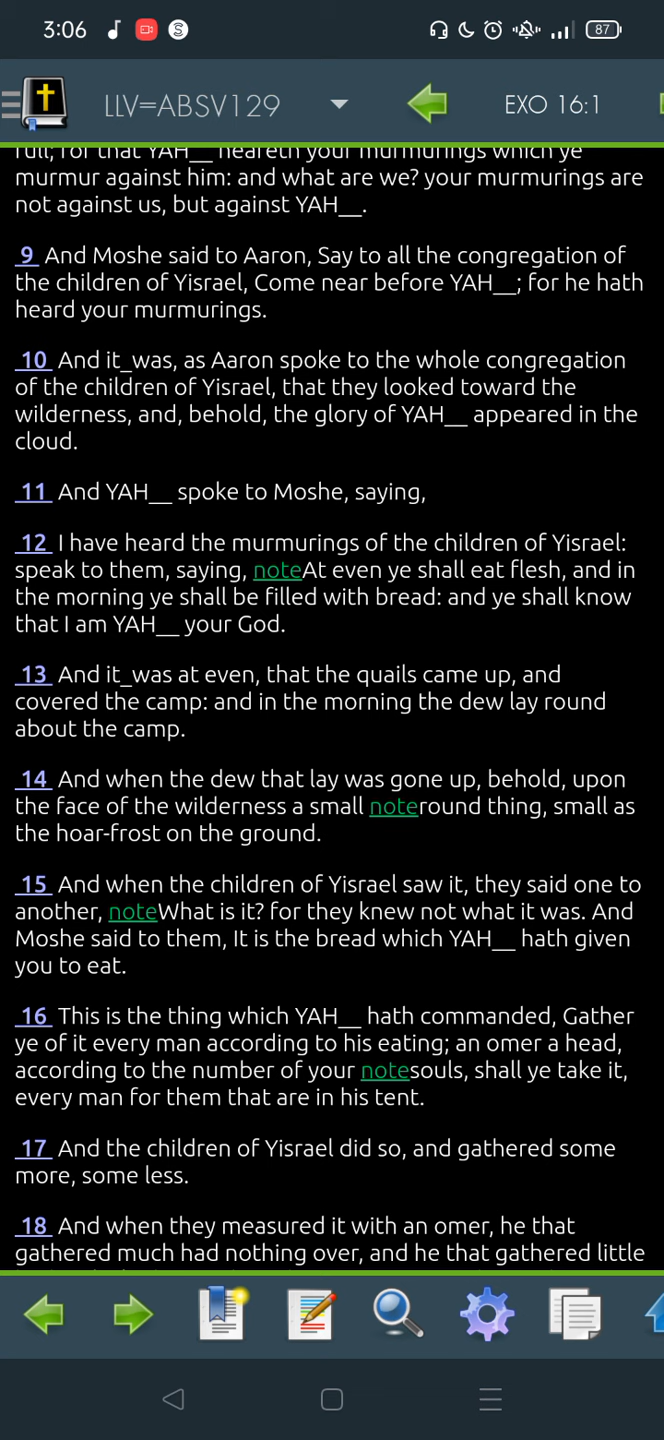 3:06
87
LLV=ABSV129
EXO 16:1
full; for that YAH__ heareth your murmurings which ye
murmur against him: and what are we? your murmurings are
not against us, but against YAH__.
9 And Moshe said to Aaron, Say to all the congregation of
the children of Yisrael, Come near before YAH__; for he hath
heard your murmurings.
10 And it_was, as Aaron spoke to the whole congregation
of the children of Yisrael, that they looked toward the
wilderness, and, behold, the glory of YAH__ appeared in the
cloud.
11 And YAH__ spoke to Moshe, saying,
12 I have heard the murmurings of the children of Yisrael:
speak to them, saying, noteAt even ye shall eat flesh, and in
the morning ye shall be filled with bread: and ye shall know
that I am YAH__ your God.
13 And it_was at even, that the quails came up, and
covered the camp: and in the morning the dew lay round
about the camp.
14 And when the dew that lay was gone up, behold, upon
the face of the wilderness a small noteround thing, small as
the hoar-frost on the ground.
15 And when the children of Yisrael saw it, they said one to
another, noteWhat is it? for they knew not what it was. And
Moshe said to them, It is the bread which YAH__ hath given
you to eat.
16 This is the thing which YAH__ hath commanded, Gather
ye of it every man according to his eating; an omer a head,
according to the number of your notesouls, shall ye take it,
every man for them that are in his tent.
17 And the children of Yisrael did so, and gathered some
more, some less.
18 And when they measured it with an omer, he that
gathered much had nothing over, and he that gathered little